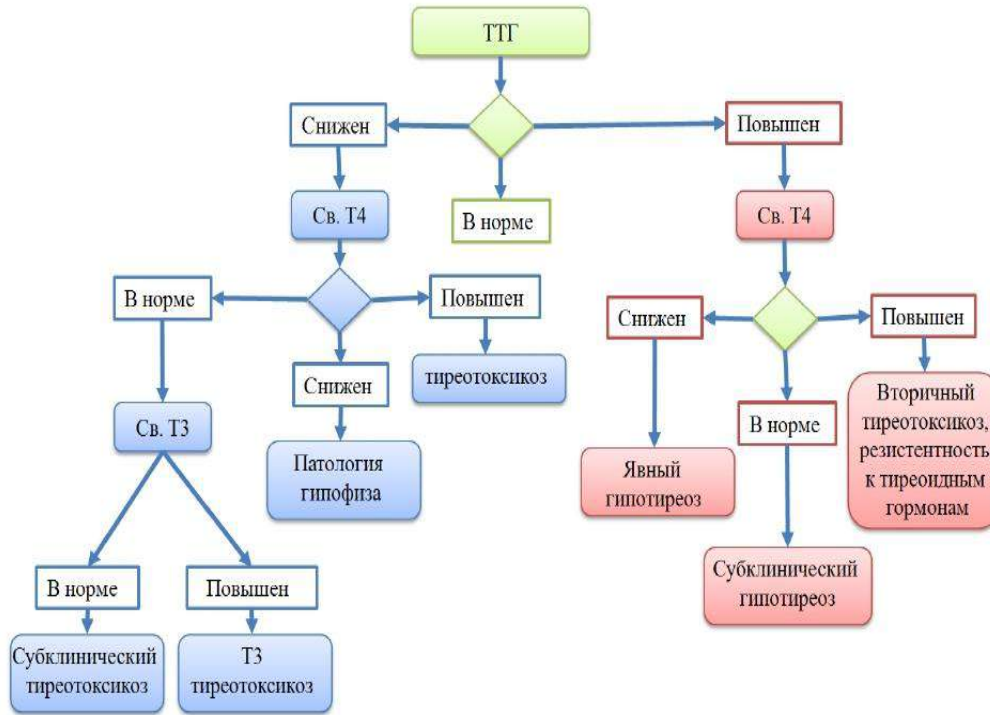 ТТГ
Снижен
Повышен
В норме
Св. Т4
Св. Т4
В норме
Повышен
Снижен
Повышен
Снижен
тиреотоксикоз
В норме
Св. Т3
Патология
гипофиза
Явный
гипотиреоз
Вторичный
тиреотоксикоз,
резистентность
к тиреоидным
гормонам
Субклинический
гипотиреоз
В норме
Повышен
Субклинический
тиреотоксикоз
Т3
тиреотоксикоз